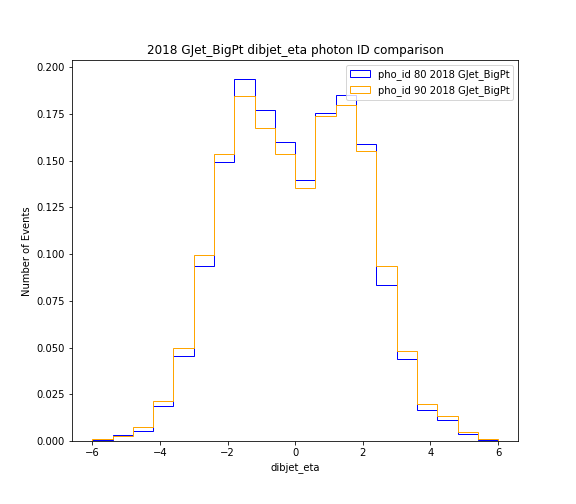 2018 GJet_BigPt dibjet_eta photon ID comparison
pho_id 80 2018 GJet_BigPt
pho_id 90 2018 GJet_BigPt
Number of Events
0.200
0.175
0.150
0.125
0.100
0.075
0.050
0.025
0.000
−6 −4 −2 0 2 4 6
dibjet_eta